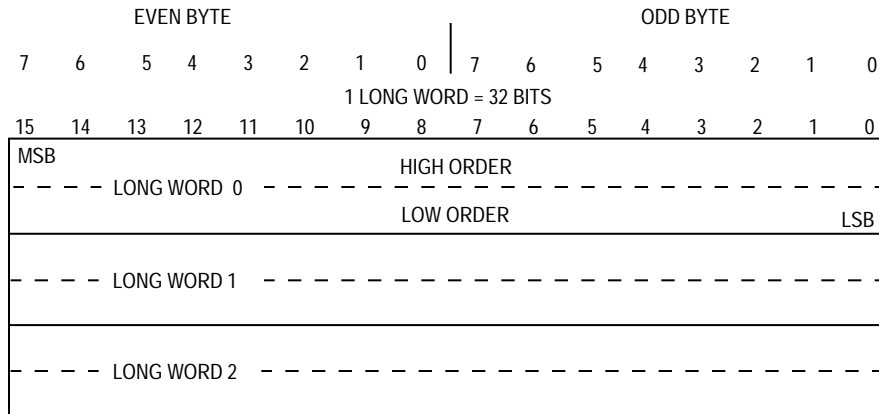 EVEN BYTE ODD BYTE
7 6 5 4 3 2 1 0 7 6 5 4 3 2 1 0
1 LONG WORD = 32 BITS
15 14 13 12 11 10 9 8 7 6 5 4 3 2 1 0
MSB
HIGH ORDER
LONG WORD 0
LOW ORDER
LSB
LONG WORD 1
LONG WORD 2